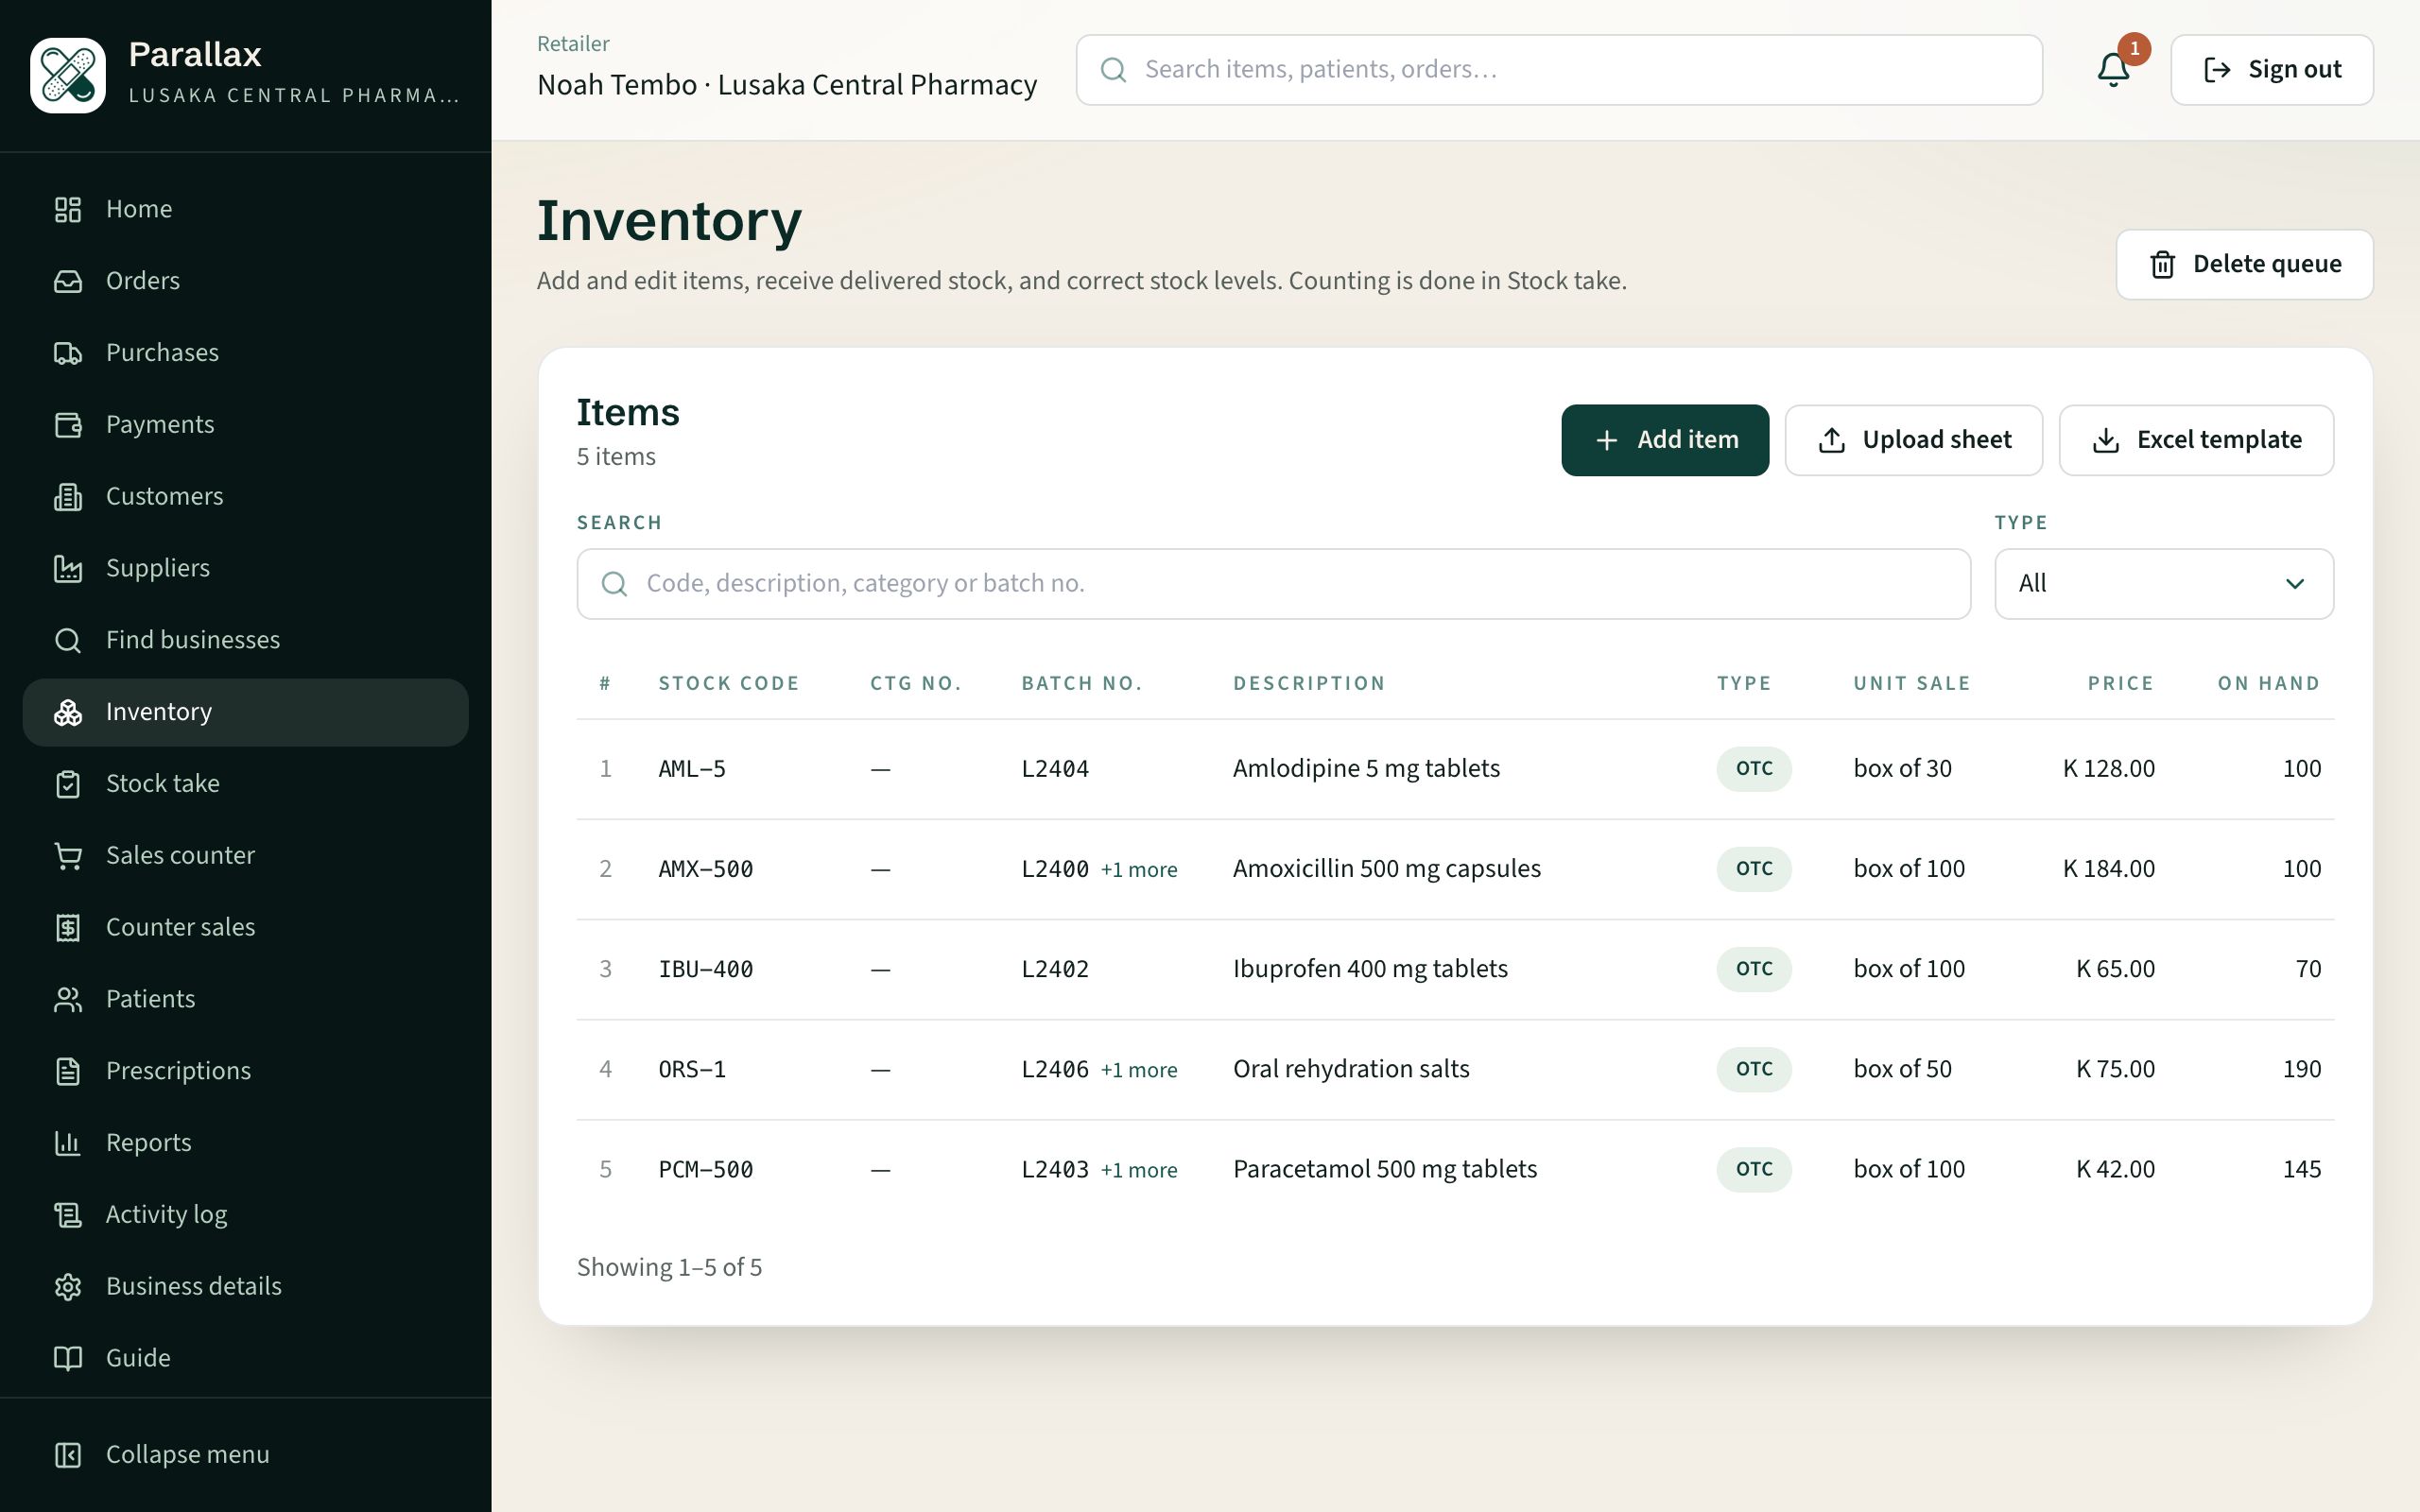 Parallax
LUSAKA CENTRAL PHARMA...
Home
Orders
Purchases
Payments
Customers
Suppliers
Find businesses
Inventory
Stock take
Sales counter
Counter sales
Patients
Prescriptions
Reports
Activity log
Business details
Guide
Collapse menu
Retailer
Noah Tembo · Lusaka Central Pharmacy
Search items, patients, orders…
1
Sign out
Inventory
Add and edit items, receive delivered stock, and correct stock levels. Counting is done in Stock take.
Delete queue
Items
5 items
Add item
Upload sheet
Excel template
SEARCH
TYPE
Code, description, category or batch no.
All
# STOCK CODE CTG NO. BATCH NO. DESCRIPTION TYPE UNIT SALE PRICE ON HAND
1 AML-5 — L2404 Amlodipine 5 mg tablets OTC box of 30 K 128.00 100
2 AMX-500 — L2400 +1 more Amoxicillin 500 mg capsules OTC box of 100 K 184.00 100
3 IBU-400 — L2402 Ibuprofen 400 mg tablets OTC box of 100 K 65.00 70
4 ORS-1 — L2406 +1 more Oral rehydration salts OTC box of 50 K 75.00 190
5 PCM-500 — L2403 +1 more Paracetamol 500 mg tablets OTC box of 100 K 42.00 145
Showing 1–5 of 5